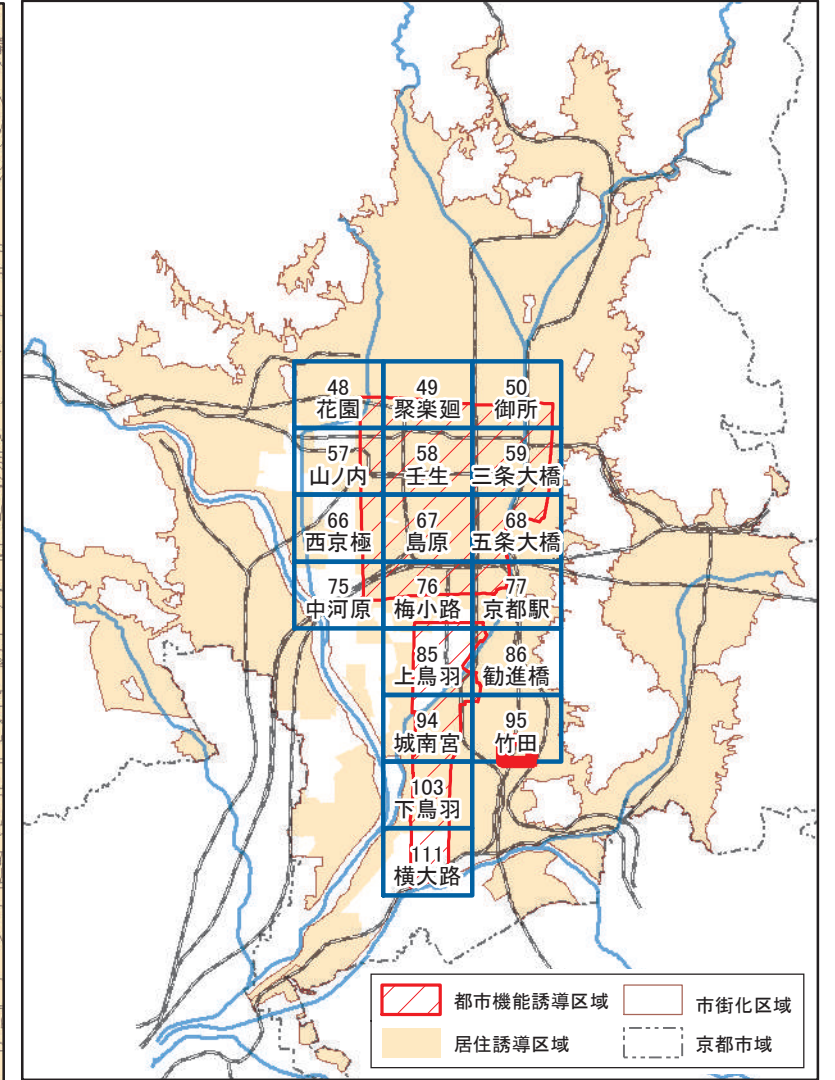 48
花園
49
聚楽廻
50
御所
57
山ノ内
58
壬生
59
三条大橋
66
西京極
67
島原
68
五条大橋
75
中河原
76
梅小路
77
京都駅
85
上鳥羽
86
勧進橋
94
城南宮
95
竹田
103
下鳥羽
111
横大路
都市機能誘導区域
市街化区域
居住誘導区域
京都市域